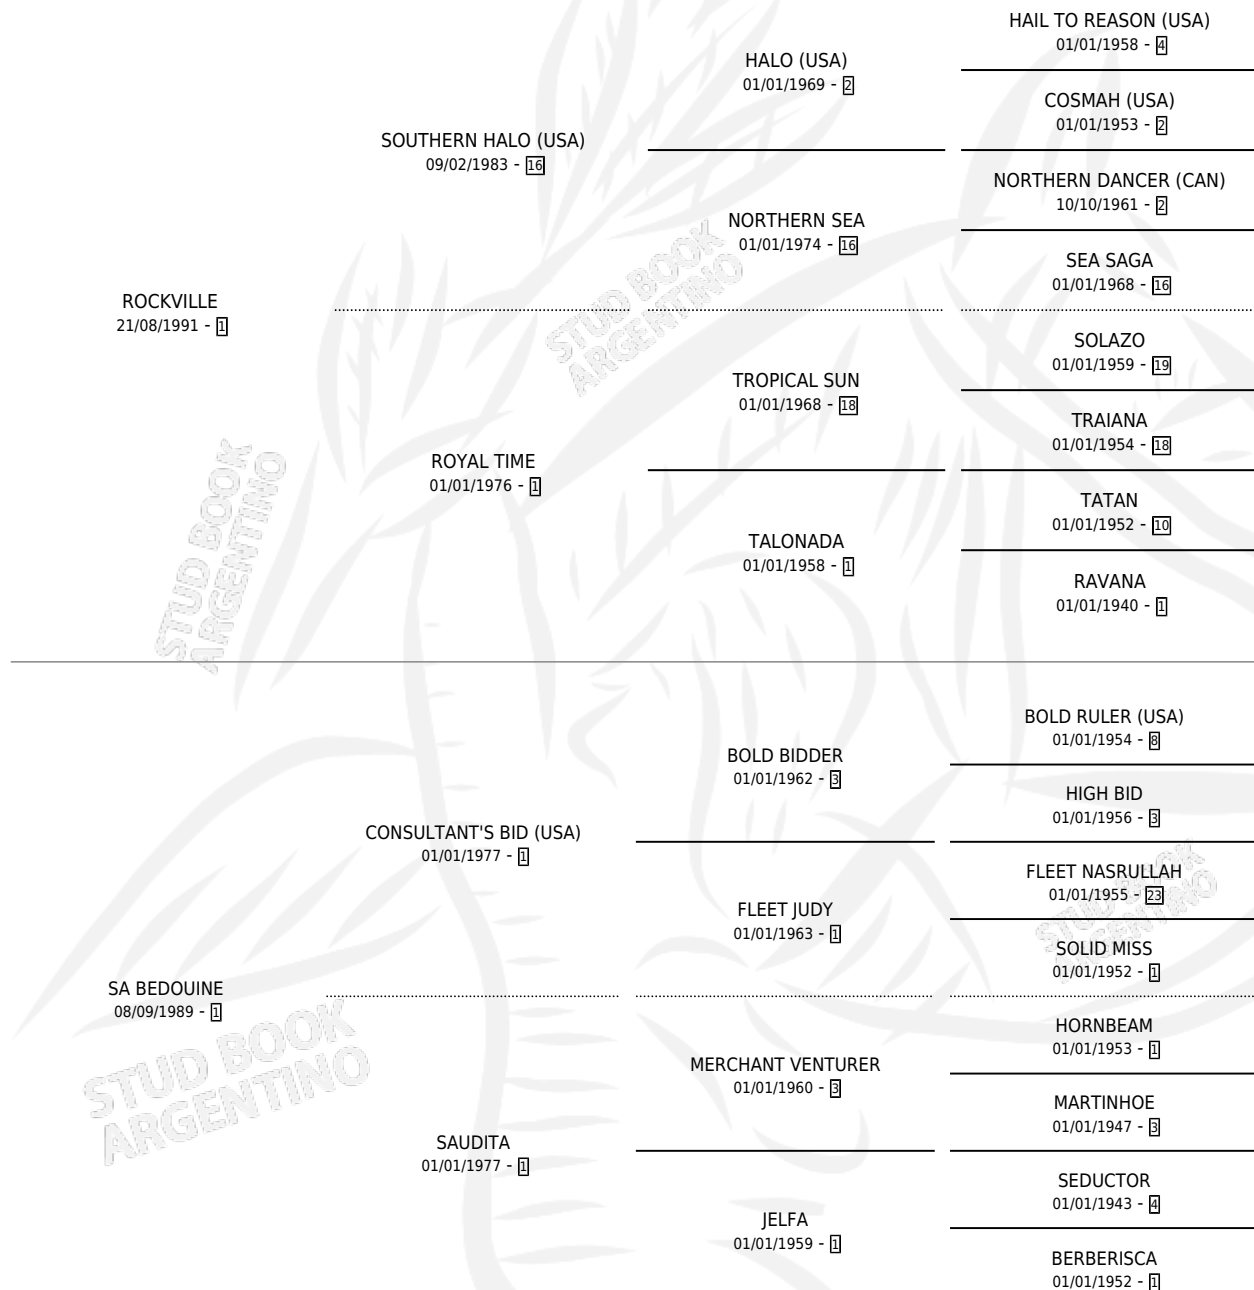 HAIL TO REASON (USA)
01/01/1958 - 4
HALO (USA)
01/01/1969 - 2
COSMAH (USA)
01/01/1953 - 2
SOUTHERN HALO (USA)
09/02/1983 - 16
NORTHERN DANCER (CAN)
10/10/1961 - 2
NORTHERN SEA
01/01/1974 - 16
SEA SAGA
01/01/1968 - 16
ROCKVILLE
21/08/1991 - 1
STUD BOOK
ARGENTINO
SOLAZO
01/01/1959 - 19
TROPICAL SUN
01/01/1968 - 18
TRAIANA
01/01/1954 - 18
ROYAL TIME
01/01/1976 - 1
TATAN
01/01/1952 - 10
TALONADA
01/01/1958 - 1
RAVANA
01/01/1940 - 1
STUD BOOK
ARGENTINO
BOLD RULER (USA)
01/01/1954 - 8
BOLD BIDDER
01/01/1962 - 3
HIGH BID
01/01/1956 - 3
CONSULTANT'S BID (USA)
01/01/1977 - 1
FLEET NASRULLAH
01/01/1955 - 23
FLEET JUDY
01/01/1963 - 1
SOLID MISS
01/01/1952 - 1
STUD BOOK
ARGENTINO
SA BEDOUINE
08/09/1989 - 1
HORNBEAM
01/01/1953 - 1
MERCHANT VENTURER
01/01/1960 - 3
MARTINHOE
01/01/1947 - 3
STUD BOOK
ARGENTINO
SAUDITA
01/01/1977 - 1
SEDUCTOR
01/01/1943 - 4
JELFA
01/01/1959 - 1
BERBERISCA
01/01/1952 - 1